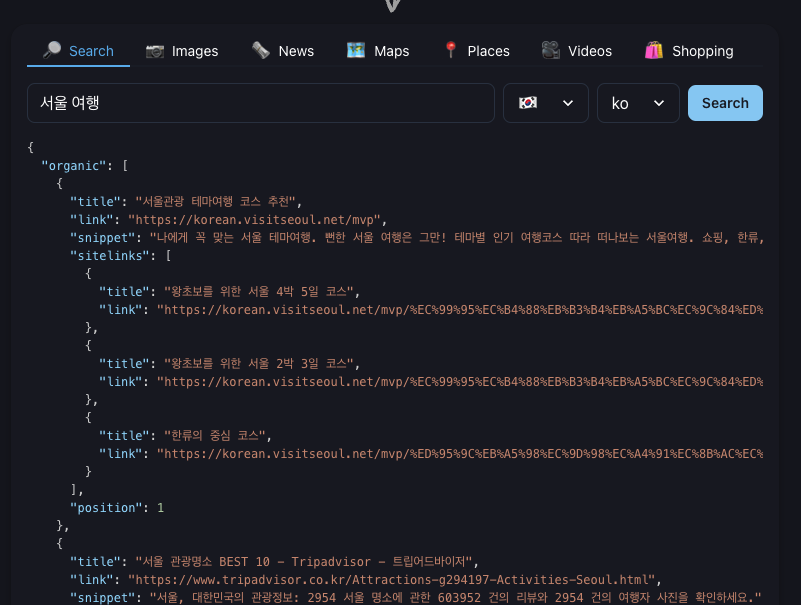 Search Images News Maps Places Videos Shopping
서울 여행 ko Search
{
"organic": [
{
"title": "서울관광 테마여행 코스 추천",
"link": "https://korean.visitseoul.net/mvp",
"snippet": "나에게 꼭 맞는 서울 테마여행. 뻔한 서울 여행은 그만! 테마별 인기 여행코스 따라 떠나보는 서울여행. 쇼핑, 한류,
"sitelinks": [
{
"title": "왕초보를 위한 서울 4박 5일 코스",
"link": "https://korean.visitseoul.net/mvp/%EC%99%95%EC%B4%88%EB%B3%B4%EB%A5%BC%EC%9C%84%ED%
},
{
"title": "왕초보를 위한 서울 2박 3일 코스",
"link": "https://korean.visitseoul.net/mvp/%EC%99%95%EC%B4%88%EB%B3%B4%EB%A5%BC%EC%9C%84%ED%
},
{
"title": "한류의 중심 코스",
"link": "https://korean.visitseoul.net/mvp/%ED%95%9C%EB%A5%98%EC%9D%98%EC%A4%91%EC%8B%AC%EC%
}
],
"position": 1
},
{
"title": "서울 관광명소 BEST 10 - Tripadvisor - 트립어드바이저",
"link": "https://www.tripadvisor.co.kr/Attractions-g294197-Activities-Seoul.html",
"snippet": "서울, 대한민국의 관광정보: 2954 서울 명소에 관한 603952 건의 리뷰와 2954 건의 여행자 사진을 확인하세요."